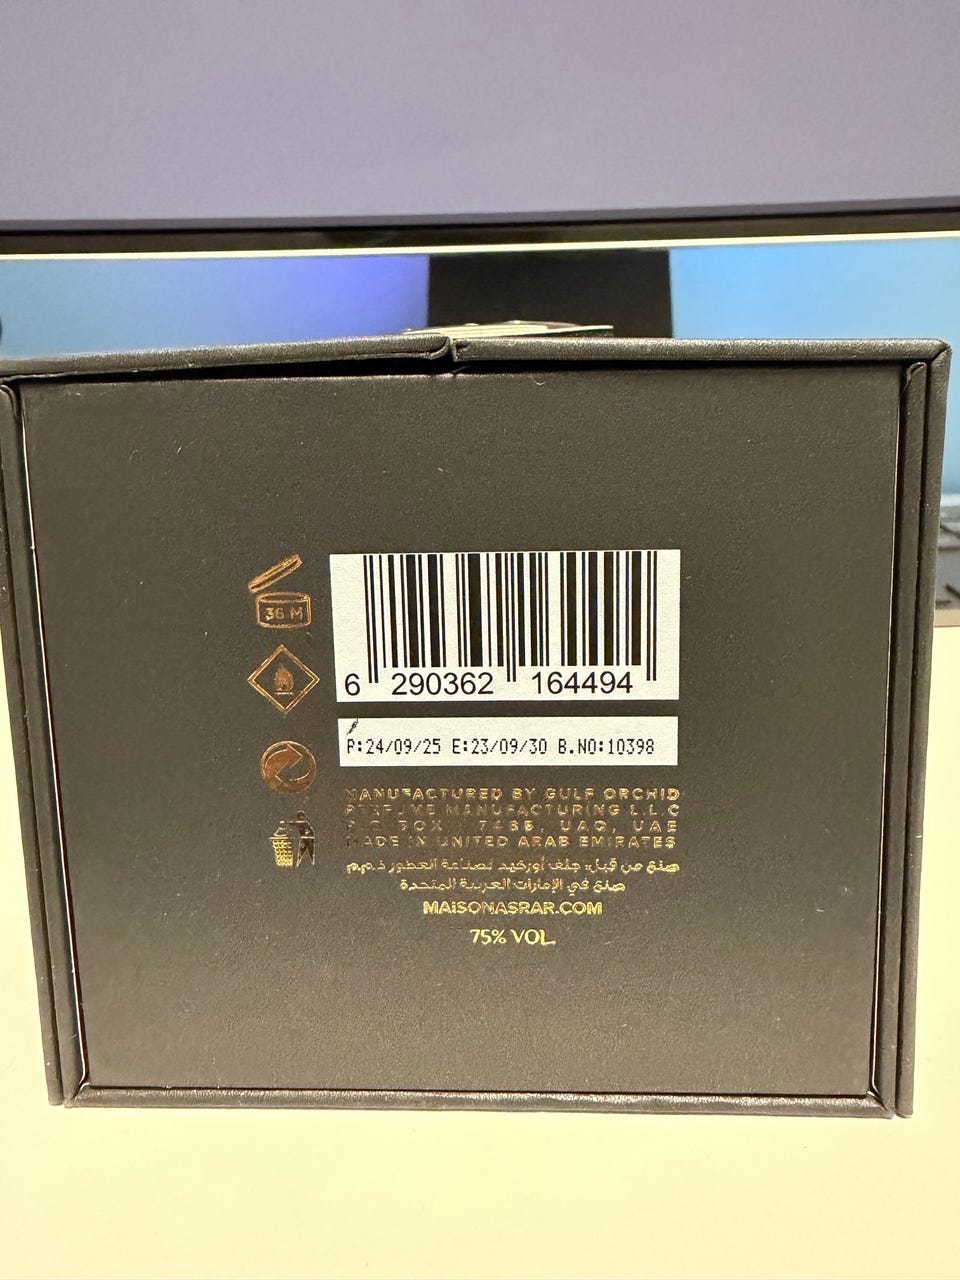 36 M
6 290362 164494
P:24/09/25 E:23/09/30 B.NO:10398
MANUFACTURED BY GULF ORCHID
PERFUME MANUFACTURING L.L.C
P.O BOX 7485, UAQ, UAE
MADE IN UNITED ARAB EMIRATES
صنع من قبل: جلف أورخيد لصناعة العطور ذ.م.م
صنع في الإمارات العربية المتحدة
MAISONASRAR.COM
75% VOL.